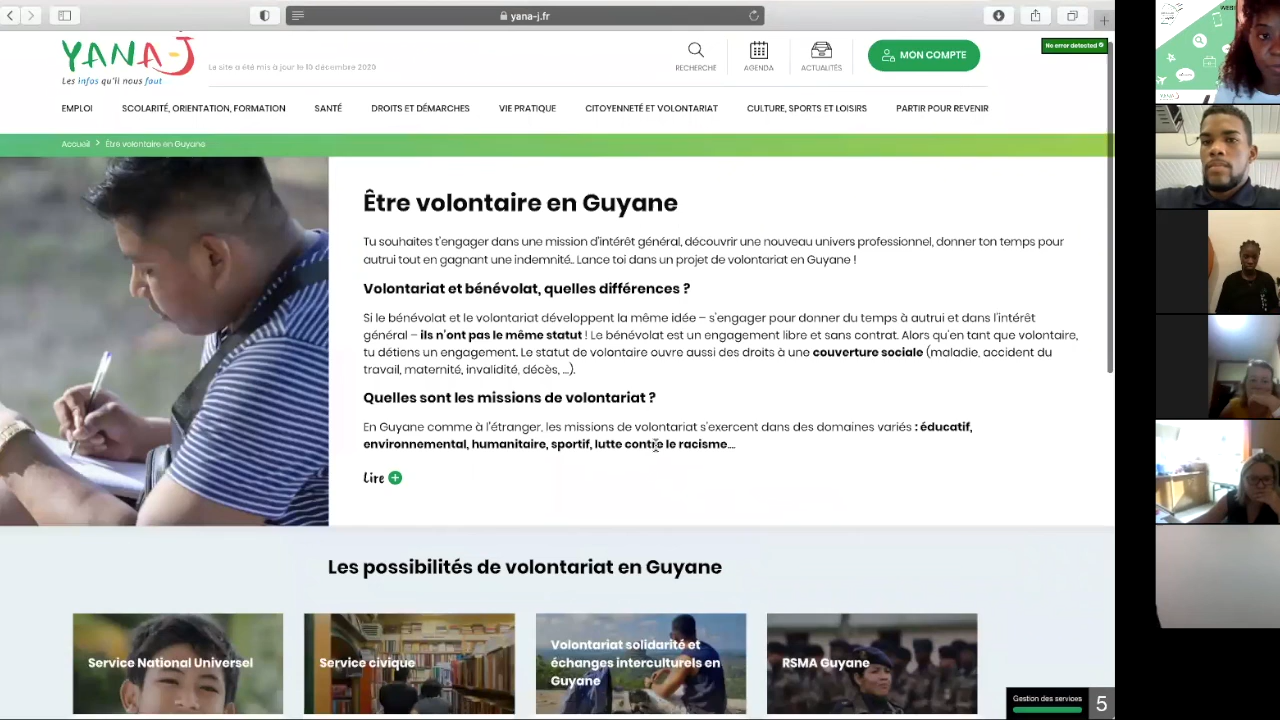 yana-j.fr
YANA-J
Les infos qu'il nous faut
Le site a été mis à jour le 10 décembre 2020
RECHERCHE
AGENDA
ACTUALITÉS
MON COMPTE
No error detected
EMPLOI SCOLARITÉ, ORIENTATION, FORMATION SANTÉ DROITS ET DÉMARCHES VIE PRATIQUE CITOYENNETÉ ET VOLONTARIAT CULTURE, SPORTS ET LOISIRS PARTIR POUR REVENIR
Accueil > Être volontaire en Guyane
Être volontaire en Guyane
Tu souhaites t'engager dans une mission d'intérêt général, découvrir une nouveau univers professionnel, donner ton temps pour
autrui tout en gagnant une indemnité.. Lance toi dans un projet de volontariat en Guyane !
Volontariat et bénévolat, quelles différences ?
Si le bénévolat et le volontariat développent la même idée – s'engager pour donner du temps à autrui et dans l'intérêt
général – ils n'ont pas le même statut ! Le bénévolat est un engagement libre et sans contrat. Alors qu'en tant que volontaire,
tu détiens un engagement. Le statut de volontaire ouvre aussi des droits à une couverture sociale (maladie, accident du
travail, maternité, invalidité, décès, ...).
Quelles sont les missions de volontariat ?
En Guyane comme à l'étranger, les missions de volontariat s'exercent dans des domaines variés : éducatif,
environnemental, humanitaire, sportif, lutte contre le racisme....
Lire +
Les possibilités de volontariat en Guyane
Service National Universel
Service civique
Volontariat solidarité et
échanges interculturels en
Guyane
RSMA Guyane
Gestion des services
5